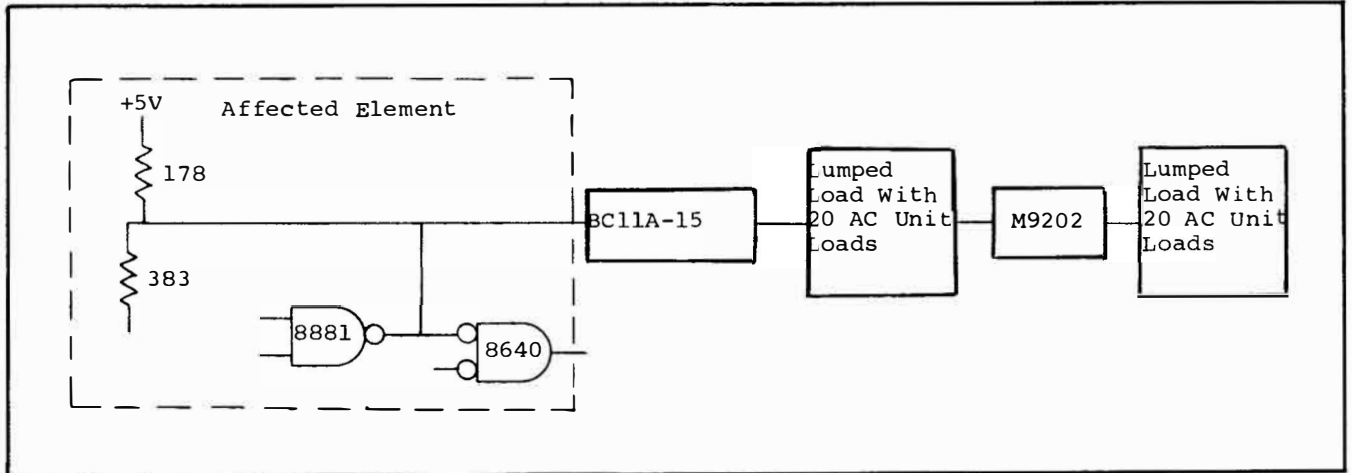 +5V
Affected Element
178
383
8881
8640
BC11A-15
Lumped
Load With
20 AC Unit
Loads
M9202
Lumped
Load With
20 AC Unit
Loads